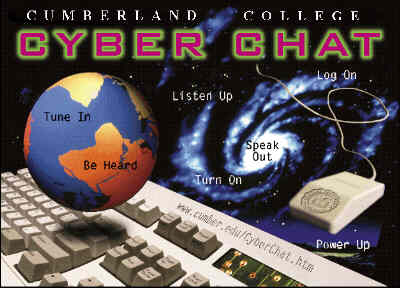 CUMBERLAND COLLEGE
CYBER CHAT
Log On
Listen Up
Tune In
Speak
Out
Be Heard
Turn On
www.cumber.edu/CyberChat.htm
Power Up